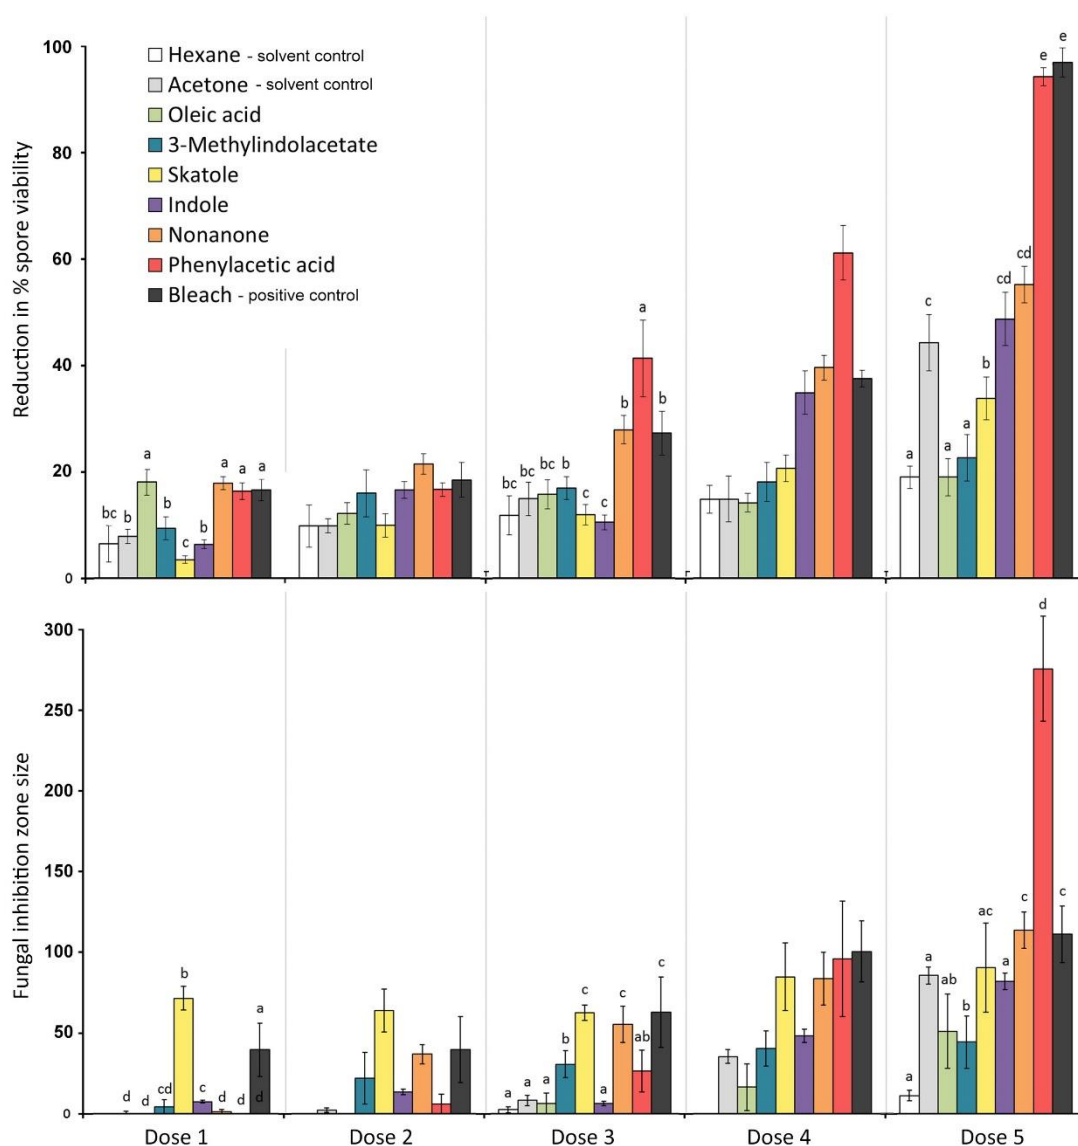 100
80
60
40
20
0
Reduction in % spore viability
Hexane - solvent control
Acetone - solvent control
Oleic acid
3-Methylindolacetate
Skatole
Indole
Nonanone
Phenylacetic acid
Bleach - positive control
bc b a b c b a a a
bc bc bc b c c b a b
a c a a b cd cd e e
300
250
200
150
100
50
0
Fungal inhibition zone size
d d cd b c d d d a
a a a b c a c ab c
a a ab b ac a c d c
Dose 1 Dose 2 Dose 3 Dose 4 Dose 5